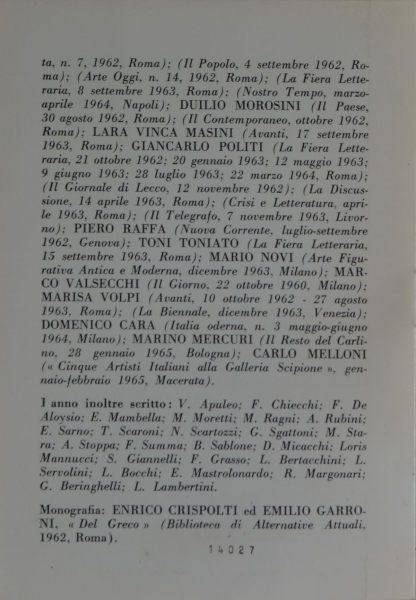 ta, n. 7, 1962, Roma); (Il Popolo, 4 settembre 1962, Ro-
ma); (Arte Oggi, n. 14, 1962, Roma); (La Fiera Lette-
raria, 8 settembre 1963, Roma); (Nostro Tempo, marzo-
aprile 1964, Napoli); DUILIO MOROSINI (Il Paese,
30 agosto 1962, Roma); (Il Contemporaneo, ottobre 1962,
Roma); LARA VINCA MASINI (Avanti, 17 settembre
1963, Roma); GIANCARLO POLITI (La Fiera Lette-
raria, 21 ottobre 1962; 20 gennaio 1963; 12 maggio 1963;
9 giugno 1963; 28 luglio 1963; 22 marzo 1964, Roma);
(Il Giornale di Lecco, 12 novembre 1962); (La Discus-
sione, 14 aprile 1963, Roma); (Crisi e Letteratura, apri-
le 1963, Roma); (Il Telegrafo, 7 novembre 1963, Livor-
no); PIERO RAFFA (Nuova Corrente, luglio-settembre
1962, Genova); TONI TONIATO (La Fiera Letteraria,
15 settembre 1963, Roma); MARIO NOVI (Arte Figu-
rativa Antica e Moderna, dicembre 1963, Milano); MAR-
CO VALSECCHI (Il Giorno, 22 ottobre 1960, Milano);
MARISA VOLPI (Avanti, 10 ottobre 1962 - 27 agosto
1963, Roma); (La Biennale, dicembre 1963, Venezia);
DOMENICO CARA (Italia oderna, n. 3 maggio-giugno
1964, Milano); MARINO MERCURI (Il Resto del Carli-
no, 28 gennaio 1965, Bologna); CARLO MELLONI
(« Cinque Artisti Italiani alla Galleria Scipione », gen-
naio-febbraio 1965, Macerata).
I anno inoltre scritto: V. Apuleo; F. Chiecchi; F. De
Aloysio; E. Mambella; M. Moretti; M. Ragni; A. Rubini;
E. Sarno; T. Scaroni; N. Scartozzi; G. Sgattoni; M. Sta-
ra; A. Stoppa; F. Summa; B. Sablone; D. Micacchi; Loris
Mannucci; S. Giannelli; F. Grasso; L. Bertacchini; L.
Servolini; L. Bocchi; E. Mastrolonardo; R. Margonari;
G. Beringhelli; L. Lambertini.
Monografia: ENRICO CRISPOLTI ed EMILIO GARRO-
NI, « Del Greco » (Biblioteca di Alternative Attuali,
1962, Roma).
14027